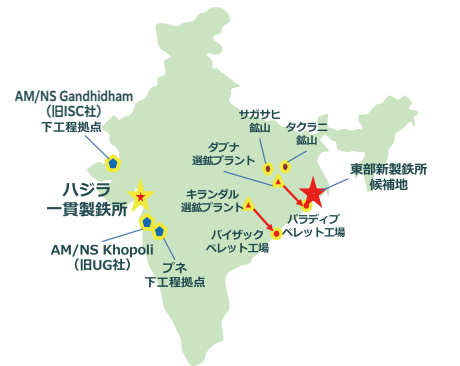 AM/NS Gandhidham
（旧ISC社）
下工程拠点
ハジラ
一貫製鉄所
AM/NS Khopoli
（旧UG社）
プネ
下工程拠点
サガサヒ
鉱山
タクラニ
鉱山
ダブナ
選鉱プラント
キランダル
選鉱プラント
バイザック
ペレット工場
パラディプ
ペレット工場
東部新製鉄所
候補地